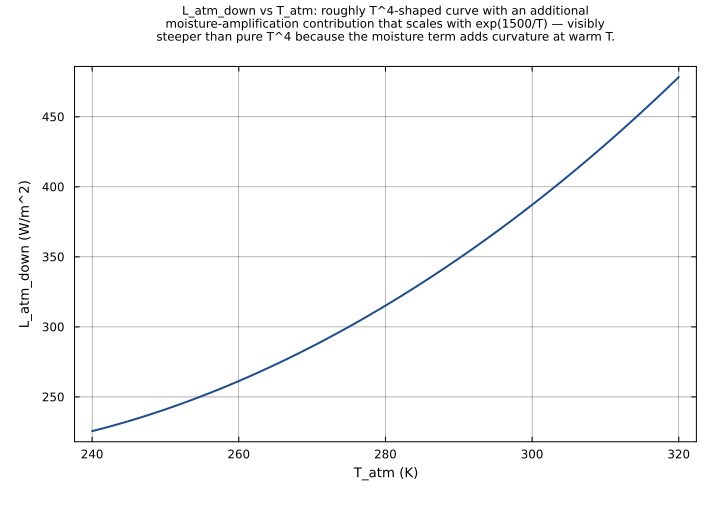 L_atm_down vs T_atm: roughly T^4-shaped curve with an additional
moisture-amplification contribution that scales with exp(1500/T) — visibly
steeper than pure T^4 because the moisture term adds curvature at warm T.
450
400
350
300
250
L_atm_down (W/m^2)
240 260 280 300 320
T_atm (K)